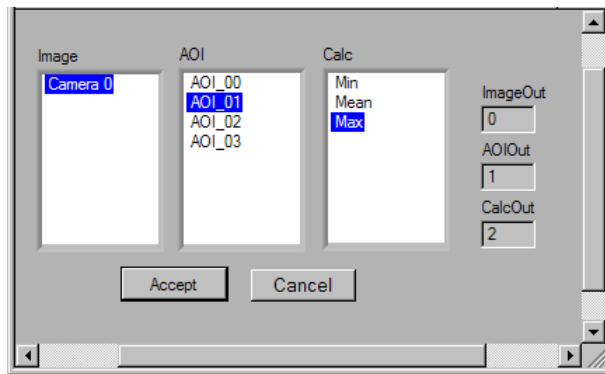 Image
Camera 0
AOI
AOI_00
AOI_01
AOI_02
AOI_03
Calc
Min
Mean
Max
ImageOut
0
AOIOut
1
CalcOut
2
Accept
Cancel